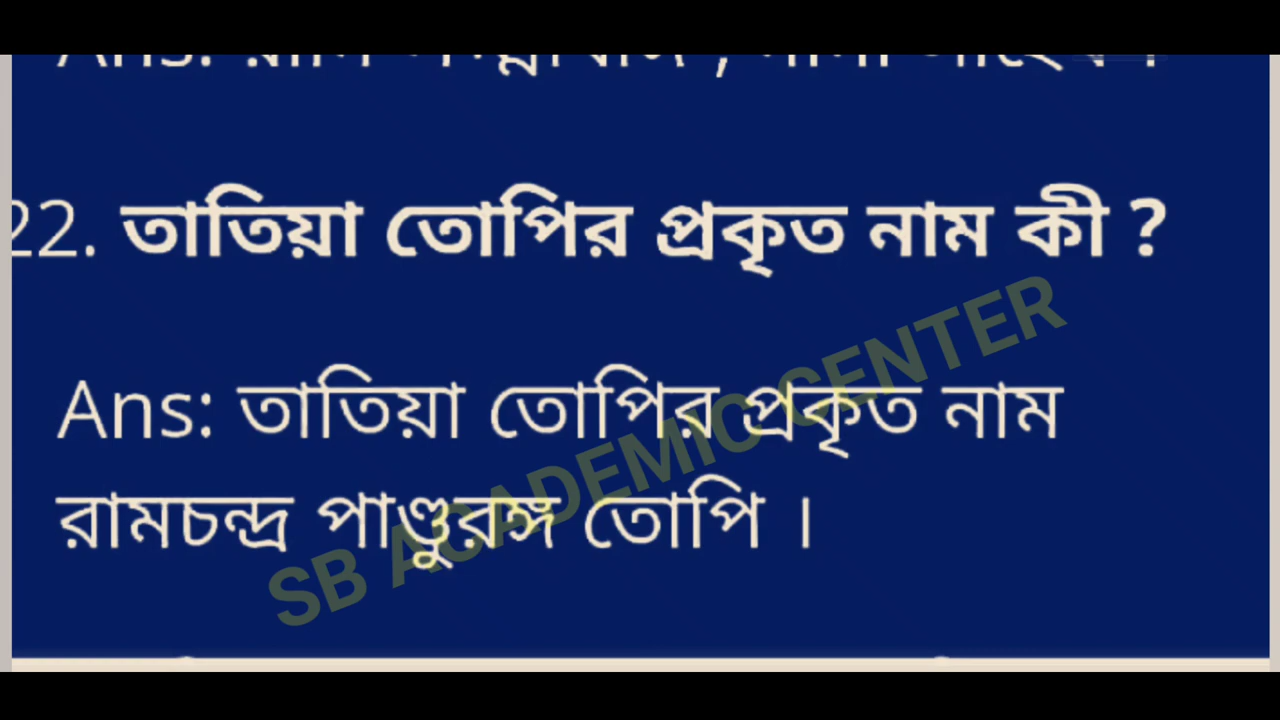 22. তাতিয়া তোপির প্রকৃত নাম কী ?
Ans: তাতিয়া তোপির প্রকৃত নাম
রামচন্দ্র পাণ্ডুরঙ্গ তোপি ।
SB ACADEMIC CENTER